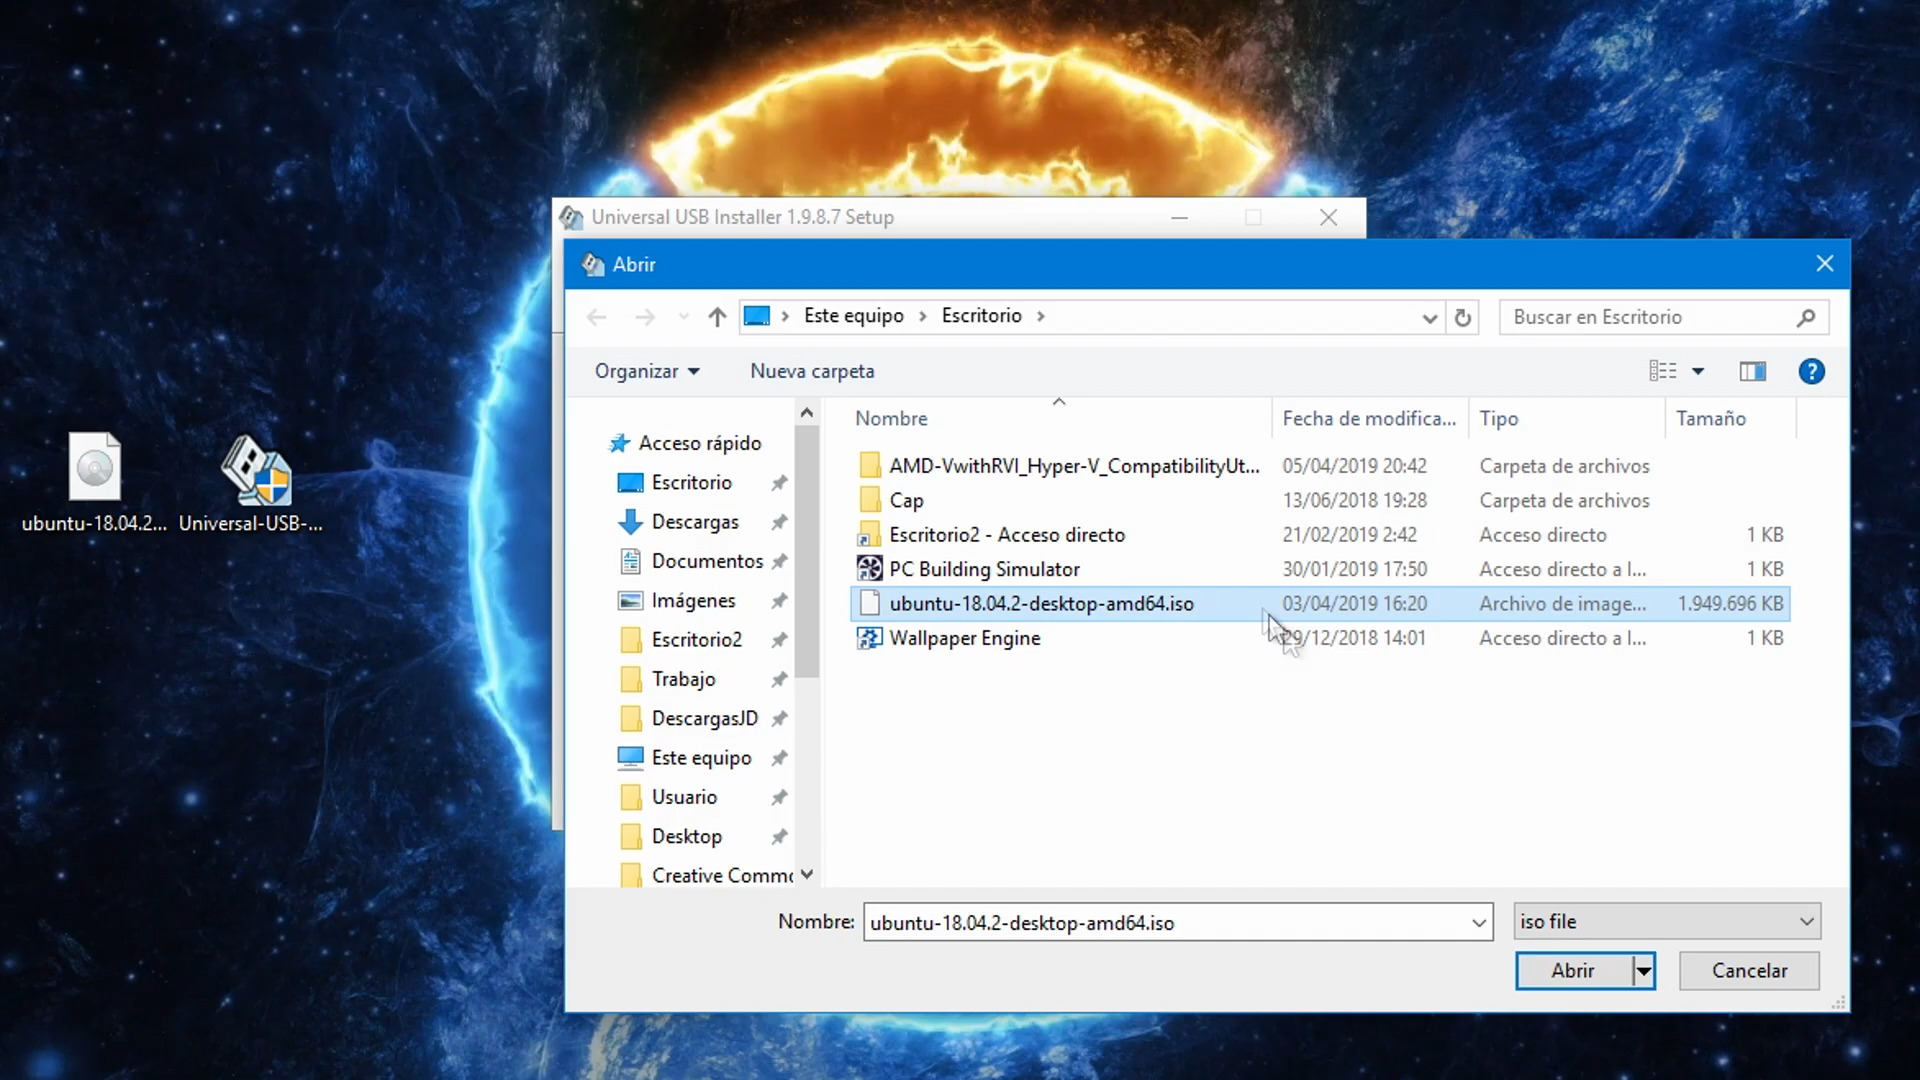 Universal USB Installer 1.9.8.7 Setup
Abrir
Este equipo > Escritorio >
Buscar en Escritorio
Organizar
Nueva carpeta
?
Nombre Fecha de modifica... Tipo Tamaño
Acceso rápido
Escritorio
Descargas
Documentos
Imágenes
Escritorio2
Trabajo
DescargasJD
Este equipo
Usuario
Desktop
Creative Comm
AMD-VwithRVI_Hyper-V_CompatibilityUt... 05/04/2019 20:42 Carpeta de archivos
Cap 13/06/2018 19:28 Carpeta de archivos
Escritorio2 - Acceso directo 21/02/2019 2:42 Acceso directo 1 KB
PC Building Simulator 30/01/2019 17:50 Acceso directo a l... 1 KB
ubuntu-18.04.2-desktop-amd64.iso 03/04/2019 16:20 Archivo de image... 1.949.696 KB
Wallpaper Engine 29/12/2018 14:01 Acceso directo a l... 1 KB
ubuntu-18.04.2...
Universal-USB-...
Nombre: ubuntu-18.04.2-desktop-amd64.iso
iso file
Abrir
Cancelar